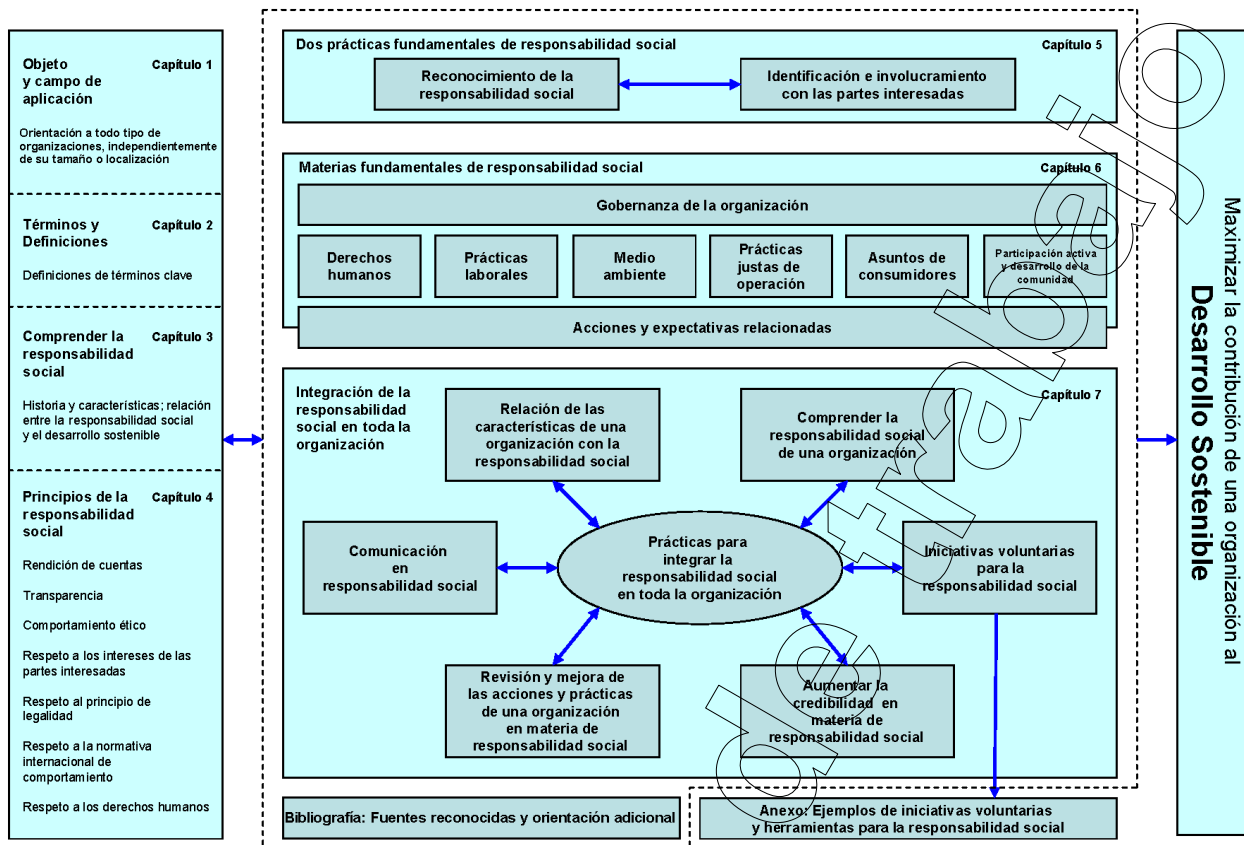 Objeto
y campo de
aplicación
Capítulo 1
Orientación a todo tipo de
organizaciones, independientemente
de su tamaño o localización
Términos y
Definiciones
Capítulo 2
Definiciones de términos clave
Comprender la
responsabilidad
social
Capítulo 3
Historia y características; relación
entre la responsabilidad social
y el desarrollo sostenible
Principios de la
responsabilidad
social
Capítulo 4
Rendición de cuentas
Transparencia
Comportamiento ético
Respeto a los intereses de las
partes interesadas
Respeto al principio de
legalidad
Respeto a la normativa
internacional de
comportamiento
Respeto a los derechos humanos
Dos prácticas fundamentales de responsabilidad social
Capítulo 5
Reconocimiento de la
responsabilidad social
Identificación e involucramiento
con las partes interesadas
Materias fundamentales de responsabilidad social
Capítulo 6
Gobernanza de la organización
Derechos
humanos
Prácticas
laborales
Medio
ambiente
Prácticas
justas de
operación
Asuntos de
consumidores
Participación activa
y desarrollo de la
comunidad
Acciones y expectativas relacionadas
Integración de la
responsabilidad
social en toda la
organización
Capítulo 7
Relación de las
características de una
organización con la
responsabilidad social
Comprender la
responsabilidad social
de una organización
Comunicación
en
responsabilidad social
Prácticas para
integrar la
responsabilidad social
en toda la organización
Iniciativas voluntarias
para la
responsabilidad social
Revisión y mejora de
las acciones y prácticas
de una organización
en materia de
responsabilidad social
Aumentar la
credibilidad en
materia de
responsabilidad social
Bibliografía: Fuentes reconocidas y orientación adicional
Anexo: Ejemplos de iniciativas voluntarias
y herramientas para la responsabilidad social
Maximizar la contribución de una organización al
Desarrollo Sostenible
de trabajo